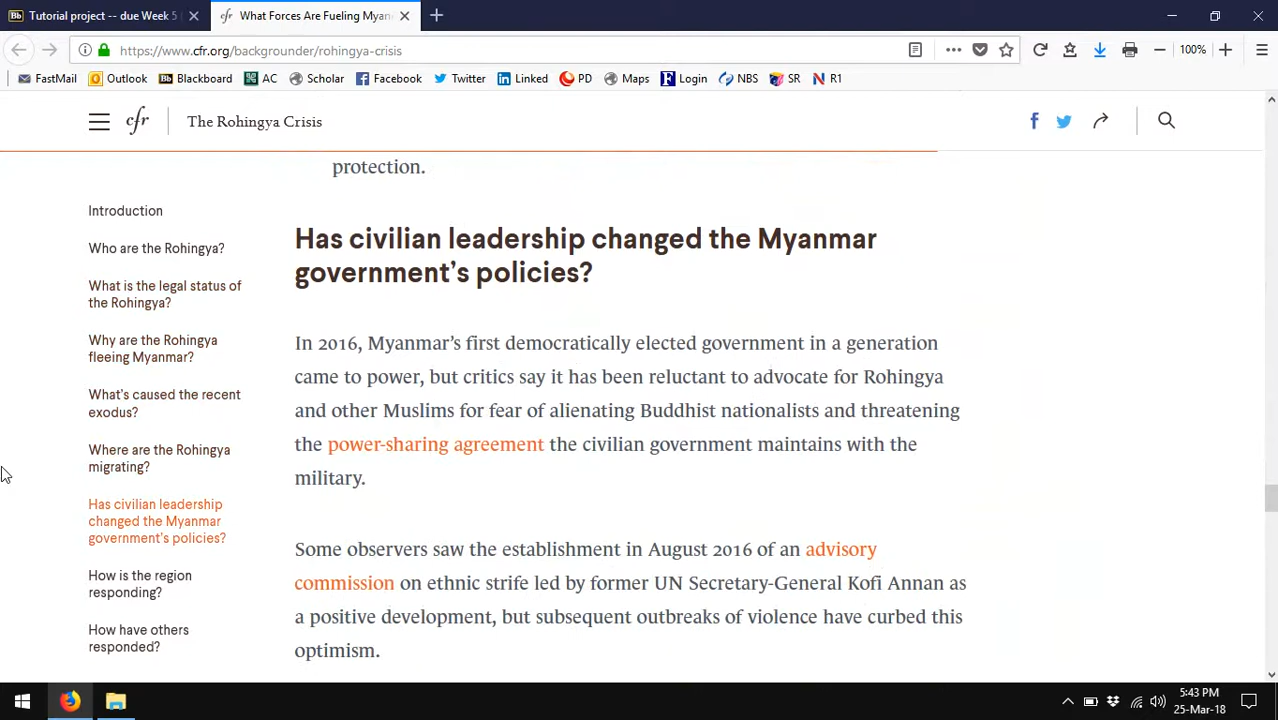 Tutorial project -- due Week 5
What Forces Are Fueling Myan
https://www.cfr.org/backgrounder/rohingya-crisis
100%
FastMail
Outlook
Blackboard
AC
Scholar
Facebook
Twitter
Linked
PD
Maps
Login
NBS
SR
R1
cfr
The Rohingya Crisis
protection.
Introduction
Who are the Rohingya?
What is the legal status of
the Rohingya?
Why are the Rohingya
fleeing Myanmar?
What's caused the recent
exodus?
Where are the Rohingya
migrating?
Has civilian leadership
changed the Myanmar
government's policies?
How is the region
responding?
How have others
responded?
Has civilian leadership changed the Myanmar
government’s policies?
In 2016, Myanmar’s first democratically elected government in a generation
came to power, but critics say it has been reluctant to advocate for Rohingya
and other Muslims for fear of alienating Buddhist nationalists and threatening
the power-sharing agreement the civilian government maintains with the
military.
Some observers saw the establishment in August 2016 of an advisory
commission on ethnic strife led by former UN Secretary-General Kofi Annan as
a positive development, but subsequent outbreaks of violence have curbed this
optimism.
5:43 PM
25-Mar-18